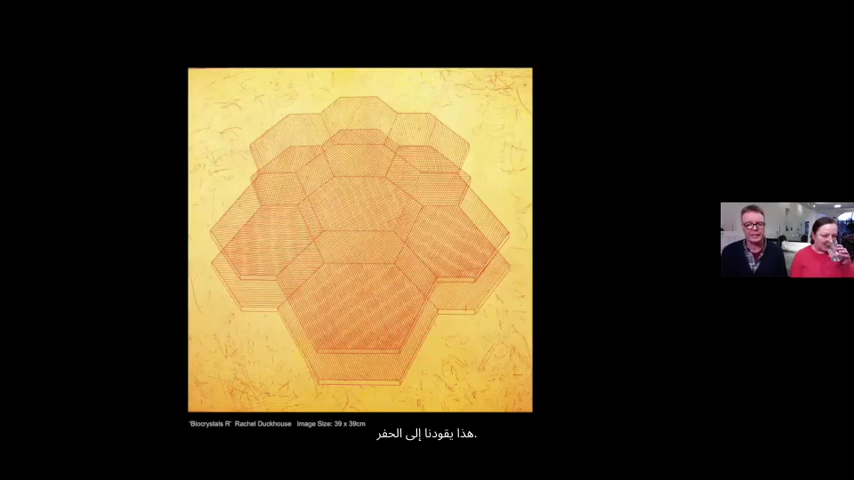 'Biocrystals R' Rachel Duckhouse Image Size: 39 x 39cm
هذا يقودنا إلى الحفر.